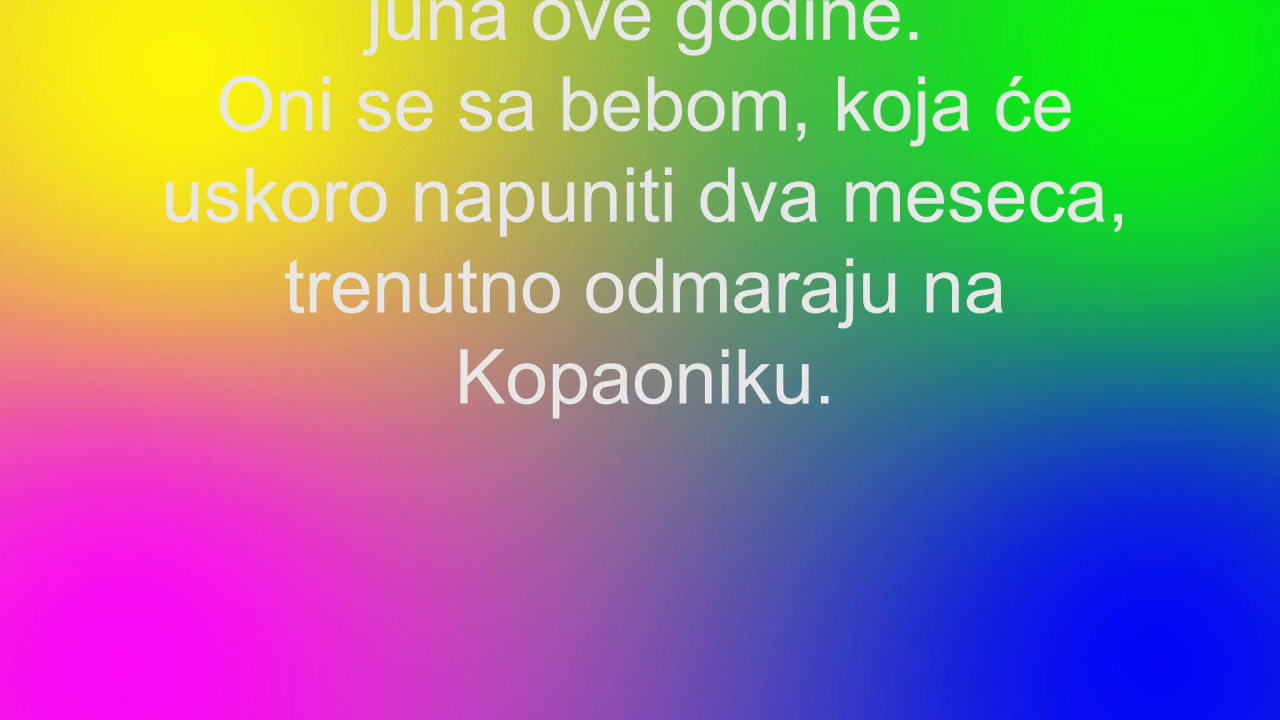 juna ove godine.
Oni se sa bebom, koja će
uskoro napuniti dva meseca,
trenutno odmaraju na
Kopaoniku.